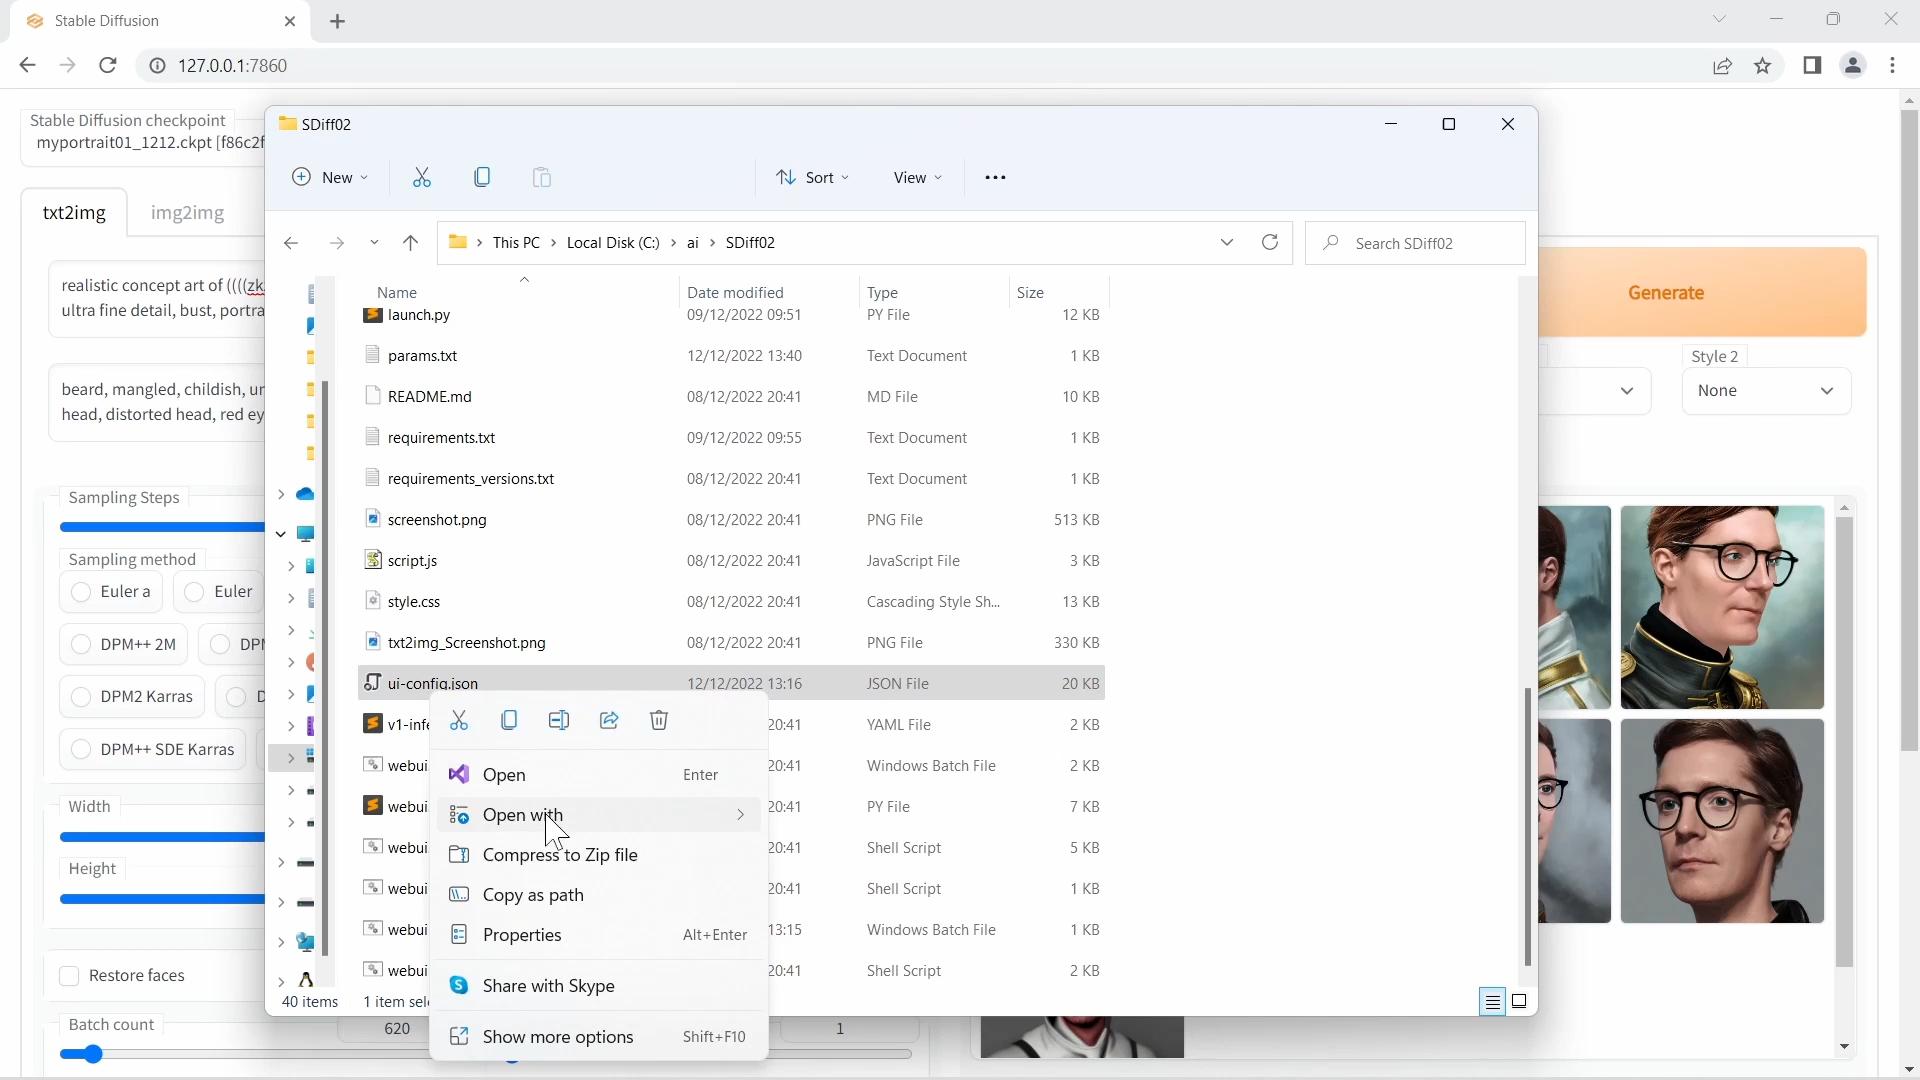 Stable Diffusion
127.0.0.1:7860
Stable Diffusion checkpoint
myportrait01_1212.ckpt [f86c2f
txt2img
img2img
realistic concept art of ((((zk
ultra fine detail, bust, portra
beard, mangled, childish, ur
head, distorted head, red ey
Generate
Style 2
None
Sampling Steps
Sampling method
Euler a
Euler
DPM++ 2M
DPM2 Karras
DPM++ SDE Karras
Width
Height
Restore faces
Batch count
620
1
SDiff02
New
Sort
View
This PC > Local Disk (C:) > ai > SDiff02
Search SDiff02
Name Date modified Type Size
launch.py 09/12/2022 09:51 PY File 12 KB
params.txt 12/12/2022 13:40 Text Document 1 KB
README.md 08/12/2022 20:41 MD File 10 KB
requirements.txt 09/12/2022 09:55 Text Document 1 KB
requirements_versions.txt 08/12/2022 20:41 Text Document 1 KB
screenshot.png 08/12/2022 20:41 PNG File 513 KB
script.js 08/12/2022 20:41 JavaScript File 3 KB
style.css 08/12/2022 20:41 Cascading Style Sh... 13 KB
txt2img_Screenshot.png 08/12/2022 20:41 PNG File 330 KB
ui-config.json 12/12/2022 13:16 JSON File 20 KB
v1-infe 20:41 YAML File 2 KB
webui 20:41 Windows Batch File 2 KB
webui 20:41 PY File 7 KB
webui 20:41 Shell Script 5 KB
webui 20:41 Shell Script 1 KB
webui 13:15 Windows Batch File 1 KB
webui 20:41 Shell Script 2 KB
40 items 1 item sele
Open Enter
Open with
Compress to Zip file
Copy as path
Properties Alt+Enter
Share with Skype
Show more options Shift+F10